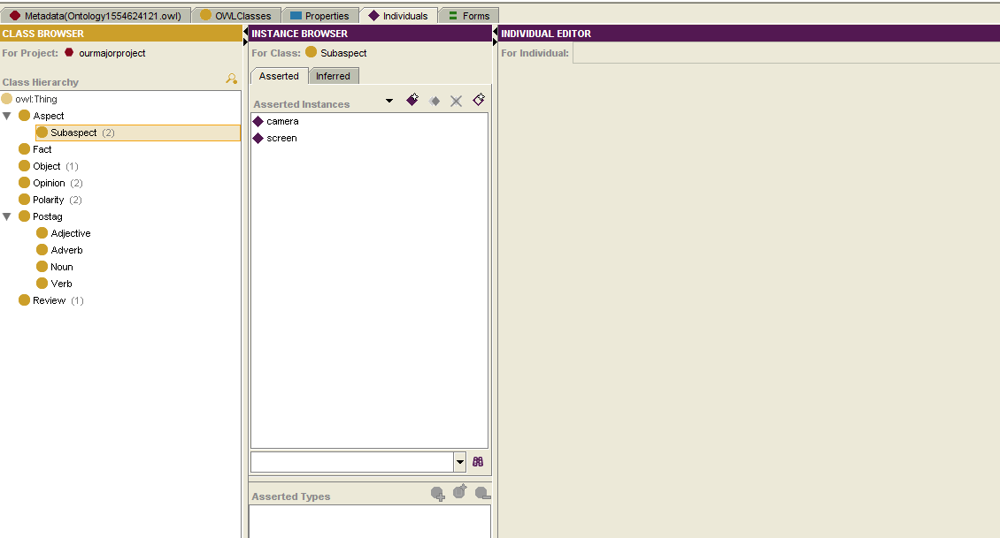 Metadata(Ontology1554624121.owl) OWLClasses Properties Individuals Forms
CLASS BROWSER
For Project: ourmajorproject
Class Hierarchy
owl:Thing
Aspect
Subaspect (2)
Fact
Object (1)
Opinion (2)
Polarity (2)
Postag
Adjective
Adverb
Noun
Verb
Review (1)
INSTANCE BROWSER
For Class: Subaspect
Asserted Inferred
Asserted Instances
camera
screen
Asserted Types
INDIVIDUAL EDITOR
For Individual: